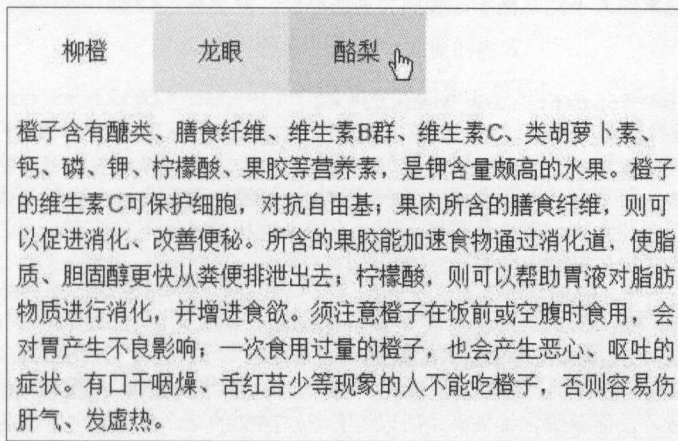 柳橙 龙眼 酪梨
橙子含有醣类、膳食纤维、维生素B群、维生素C、类胡萝卜素、
钙、磷、钾、柠檬酸、果胶等营养素，是钾含量颇高的水果。橙子
的维生素C可保护细胞，对抗自由基；果肉所含的膳食纤维，则可
以促进消化、改善便秘。所含的果胶能加速食物通过消化道，使脂
质、胆固醇更快从粪便排泄出去；柠檬酸，则可以帮助胃液对脂肪
物质进行消化，并增进食欲。须注意橙子在饭前或空腹时食用，会
对胃产生不良影响；一次食用过量的橙子，也会产生恶心、呕吐的
症状。有口干咽燥、舌红苔少等现象的人不能吃橙子，否则容易伤
肝气、发虚热。